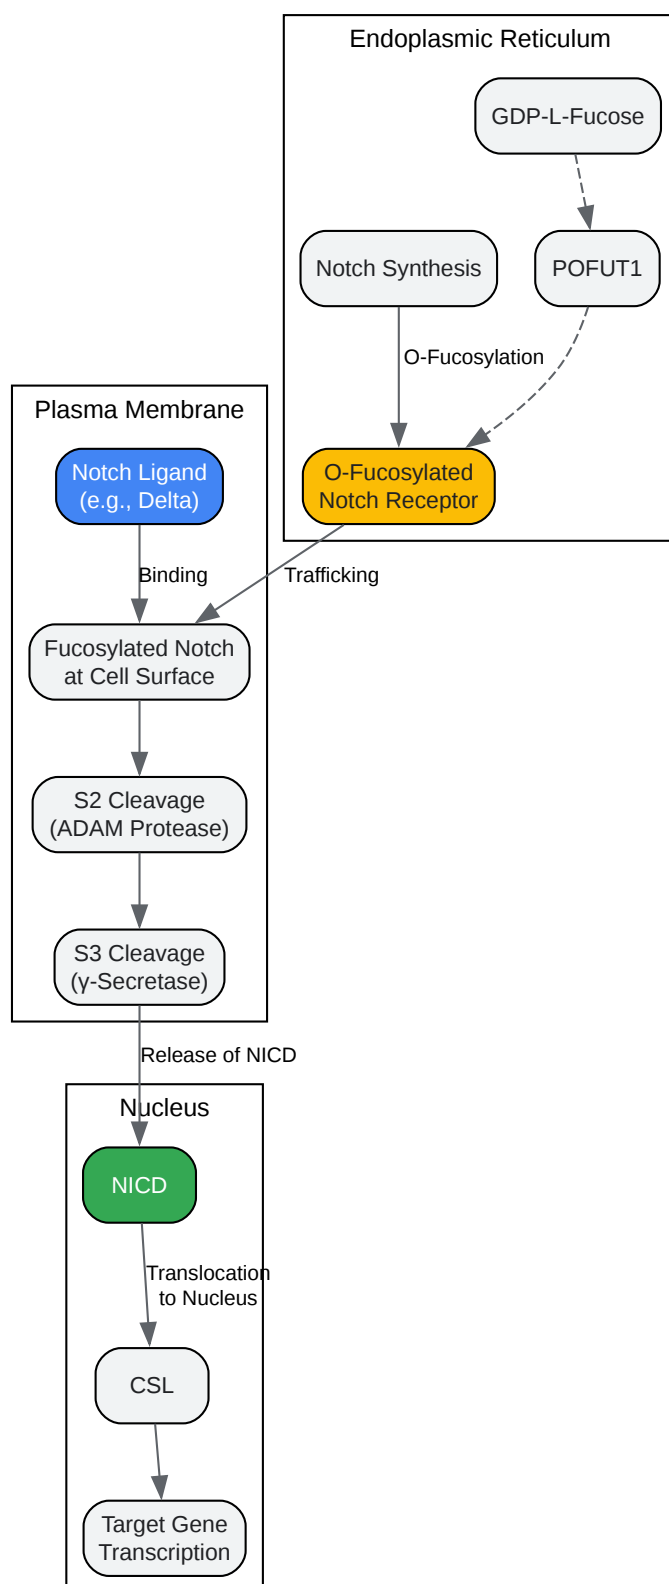 Endoplasmic Reticulum
GDP-L-Fucose
Notch Synthesis
POFUT1
O-Fucosylation
O-Fucosylated
Notch Receptor
Plasma Membrane
Notch Ligand
(e.g., Delta)
Binding
Trafficking
Fucosylated Notch
at Cell Surface
S2 Cleavage
(ADAM Protease)
S3 Cleavage
(γ-Secretase)
Release of NICD
Nucleus
NICD
Translocation
to Nucleus
CSL
Target Gene
Transcription